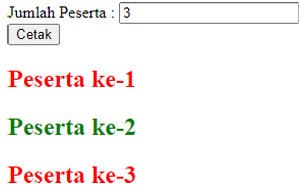 Jumlah Peserta : 3
Cetak
Peserta ke-1
Peserta ke-2
Peserta ke-3